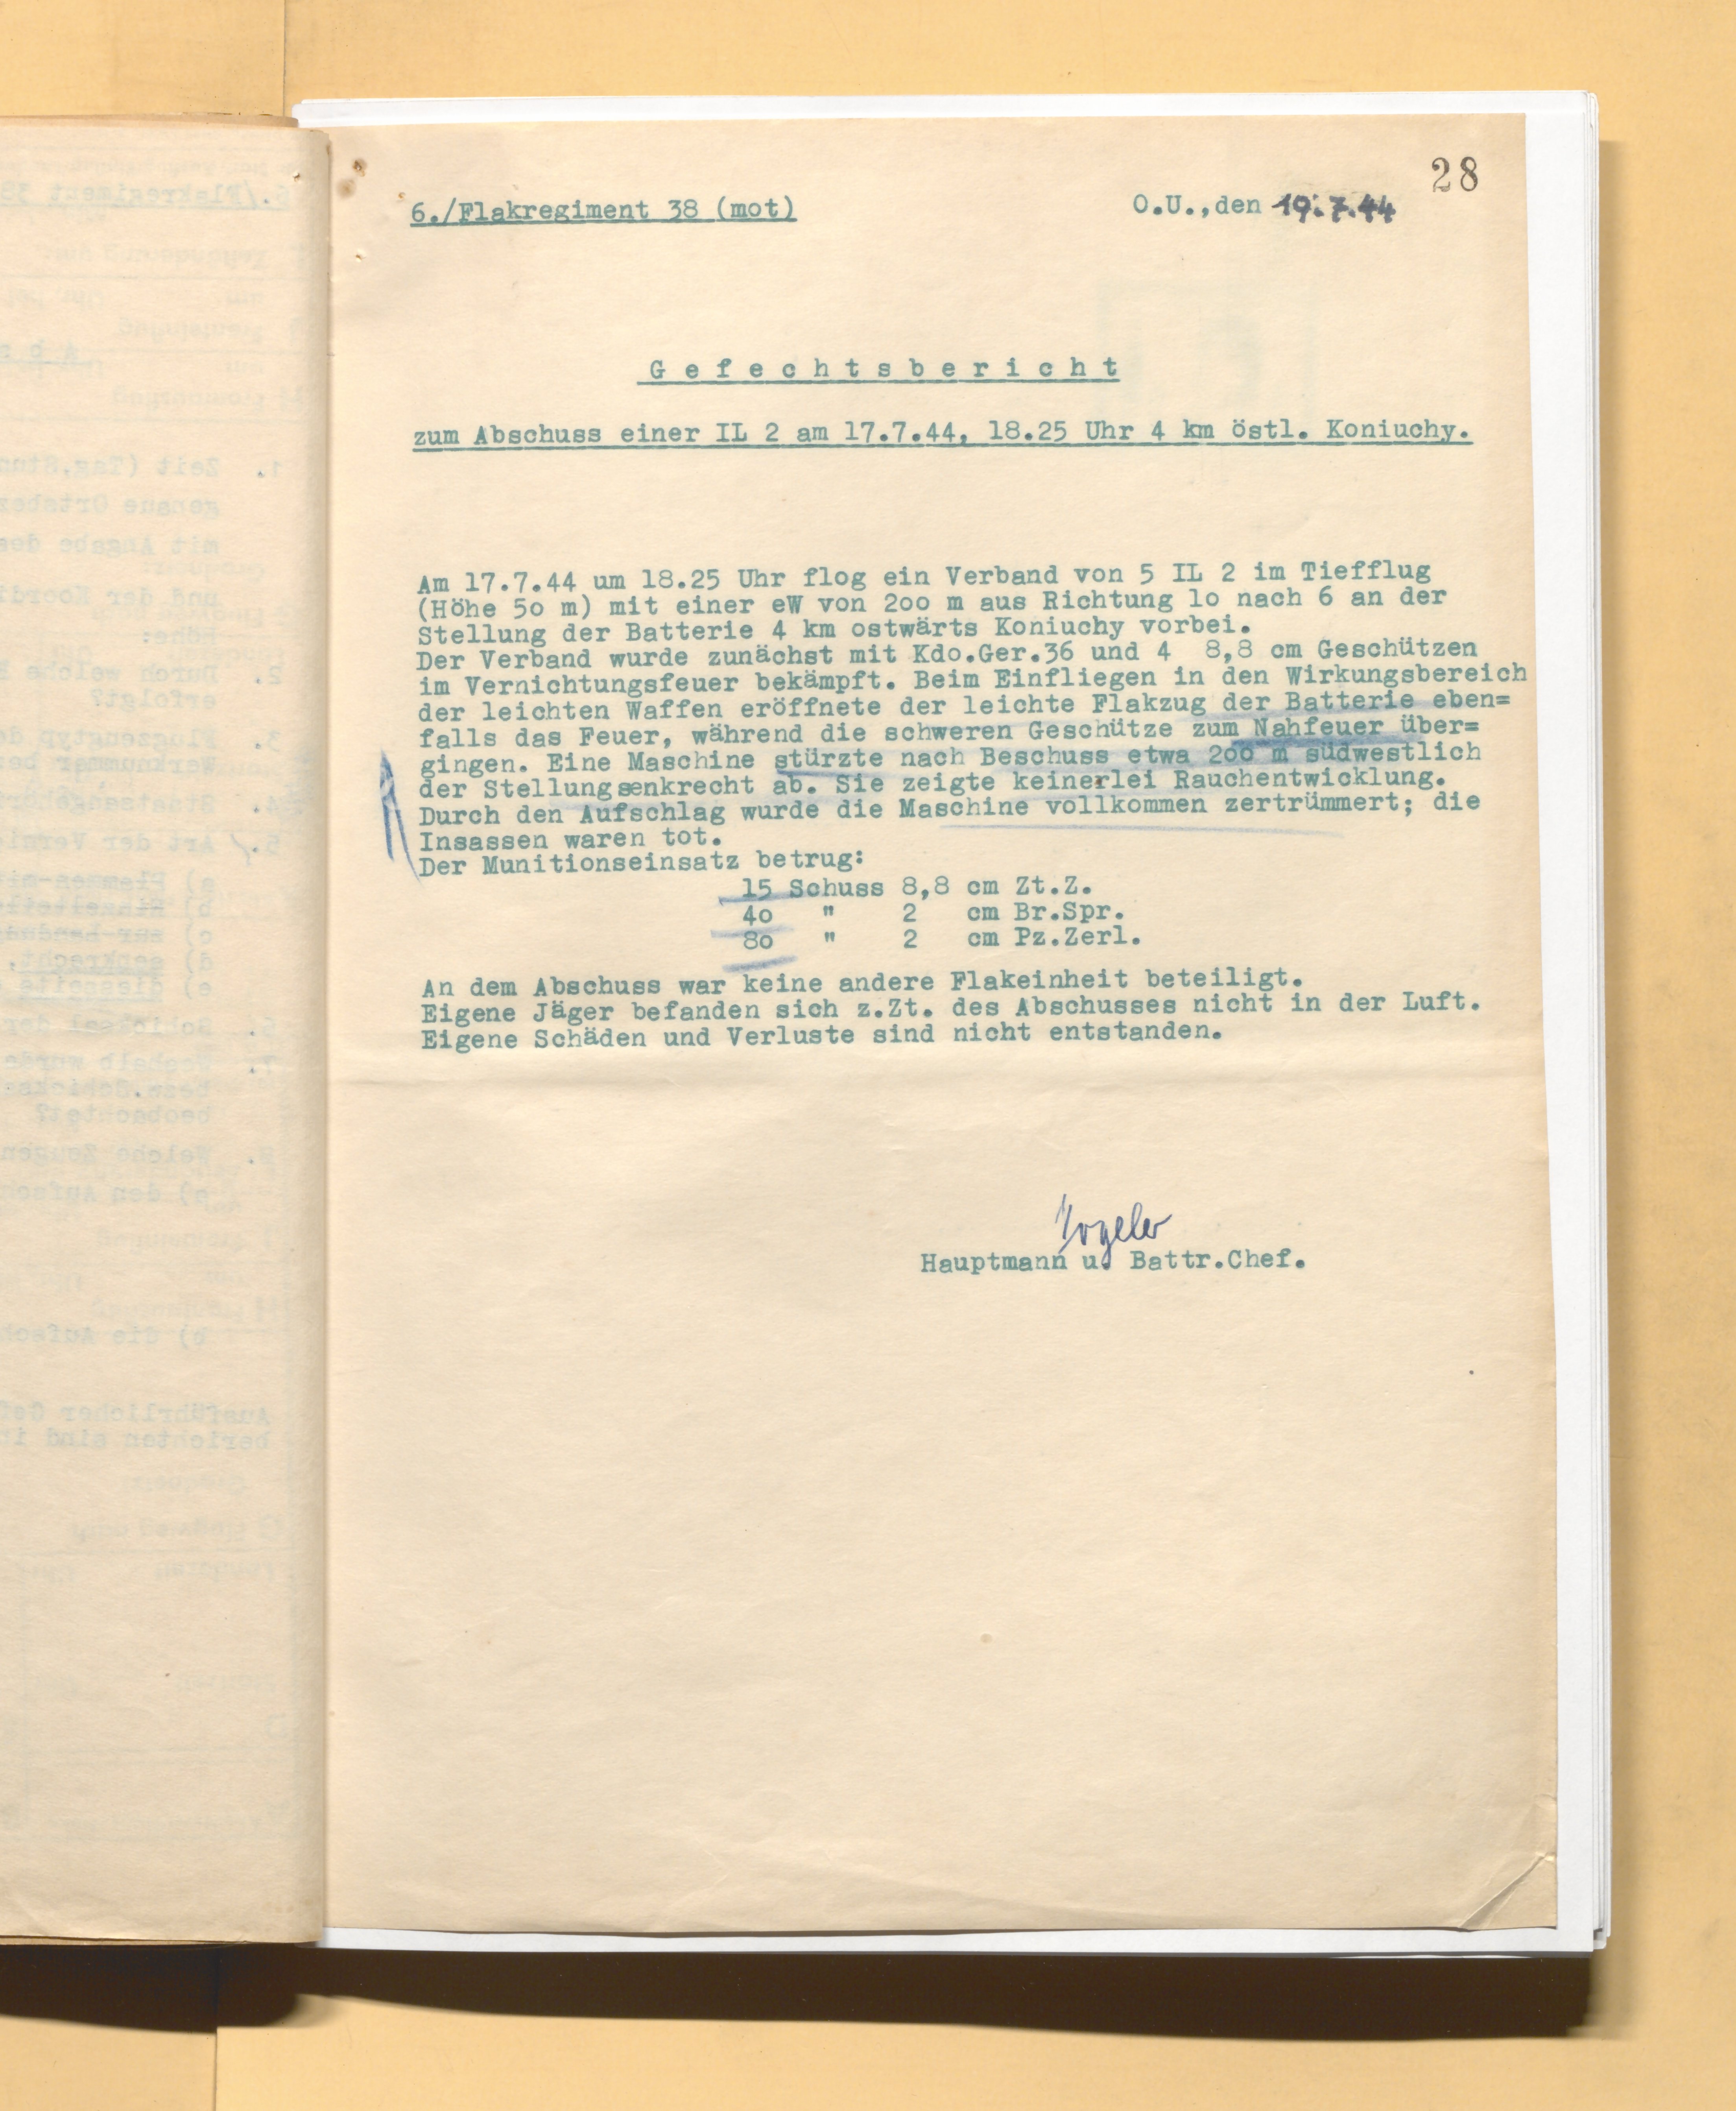 28
6./Flakregiment 38 (mot)
O.U.,den 19.7.44
Gefechtsbericht
zum Abschuss einer IL 2 am 17.7.44, 18.25 Uhr 4 km östl. Koniuchy.
Am 17.7.44 um 18.25 Uhr flog ein Verband von 5 IL 2 im Tiefflug
(Höhe 5o m) mit einer eW von 2oo m aus Richtung lo nach 6 an der
Stellung der Batterie 4 km ostwärts Koniuchy vorbei.
Der Verband wurde zunächst mit Kdo.Ger.36 und 4 8,8 cm Geschützen
im Vernichtungsfeuer bekämpft. Beim Einfliegen in den Wirkungsbereich
der leichten Waffen eröffnete der leichte Flakzug der Batterie eben=
falls das Feuer, während die schweren Geschütze zum Nahfeuer über=
gingen. Eine Maschine stürzte nach Beschuss etwa 2oo m südwestlich
der Stellungsenkrecht ab. Sie zeigte keinerlei Rauchentwicklung.
Durch den Aufschlag wurde die Maschine vollkommen zertrümmert; die
Insassen waren tot.
Der Munitionseinsatz betrug:
15 Schuss 8,8 cm Zt.Z.
4o " 2 cm Br.Spr.
8o " 2 cm Pz.Zerl.
An dem Abschuss war keine andere Flakeinheit beteiligt.
Eigene Jäger befanden sich z.Zt. des Abschusses nicht in der Luft.
Eigene Schäden und Verluste sind nicht entstanden.
Vogeler
Hauptmann u. Battr.Chef.